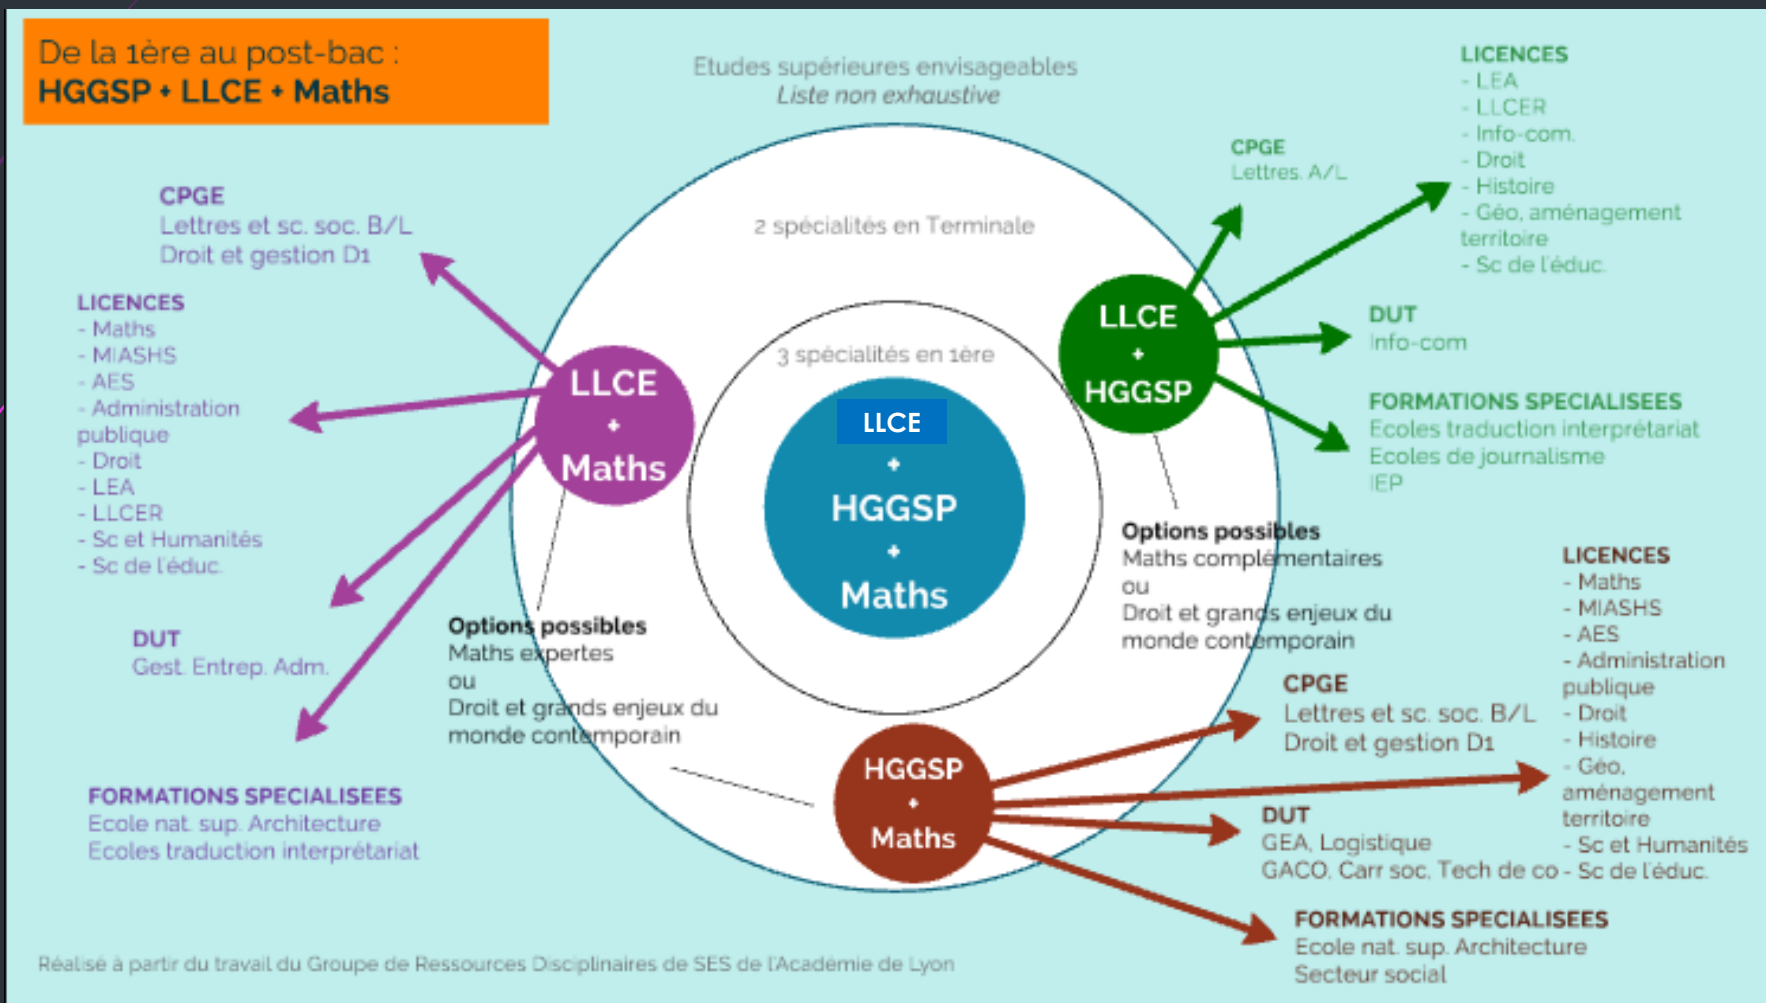 De la 1ère au post-bac :
HGGSP + LLCE + Maths
Etudes supérieures envisageables
Liste non exhaustive
2 spécialités en Terminale
3 spécialités en 1ère
LLCE
+
HGGSP
+
Maths
CPGE
Lettres et sc. soc. B/L
Droit et gestion D1
LICENCES
- Maths
- MIASHS
- AES
- Administration
publique
- Droit
- LEA
- LLCER
- Sc et Humanités
- Sc de l'éduc.
DUT
Gest. Entrep. Adm.
FORMATIONS SPECIALISEES
Ecole nat. sup. Architecture
Ecoles traduction interprétariat
LLCE
+
Maths
Options possibles
Maths expertes
ou
Droit et grands enjeux du
monde contemporain
LLCE
+
HGGSP
CPGE
Lettres. A/L
LICENCES
- LEA
- LLCER
- Info-com.
- Droit
- Histoire
- Géo, aménagement
territoire
- Sc de l'éduc.
DUT
Info-com
FORMATIONS SPECIALISEES
Ecoles traduction interprétariat
Ecoles de journalisme
IEP
Options possibles
Maths complémentaires
ou
Droit et grands enjeux du
monde contemporain
HGGSP
+
Maths
CPGE
Lettres et sc. soc. B/L
Droit et gestion D1
LICENCES
- Maths
- MIASHS
- AES
- Administration
publique
- Droit
- Histoire
- Géo,
aménagement
territoire
- Sc et Humanités
- Sc de l'éduc.
DUT
GEA, Logistique
GACO, Carr soc, Tech de co
FORMATIONS SPECIALISEES
Ecole nat. sup. Architecture
Secteur social
Réalisé à partir du travail du Groupe de Ressources Disciplinaires de SES de l'Académie de Lyon